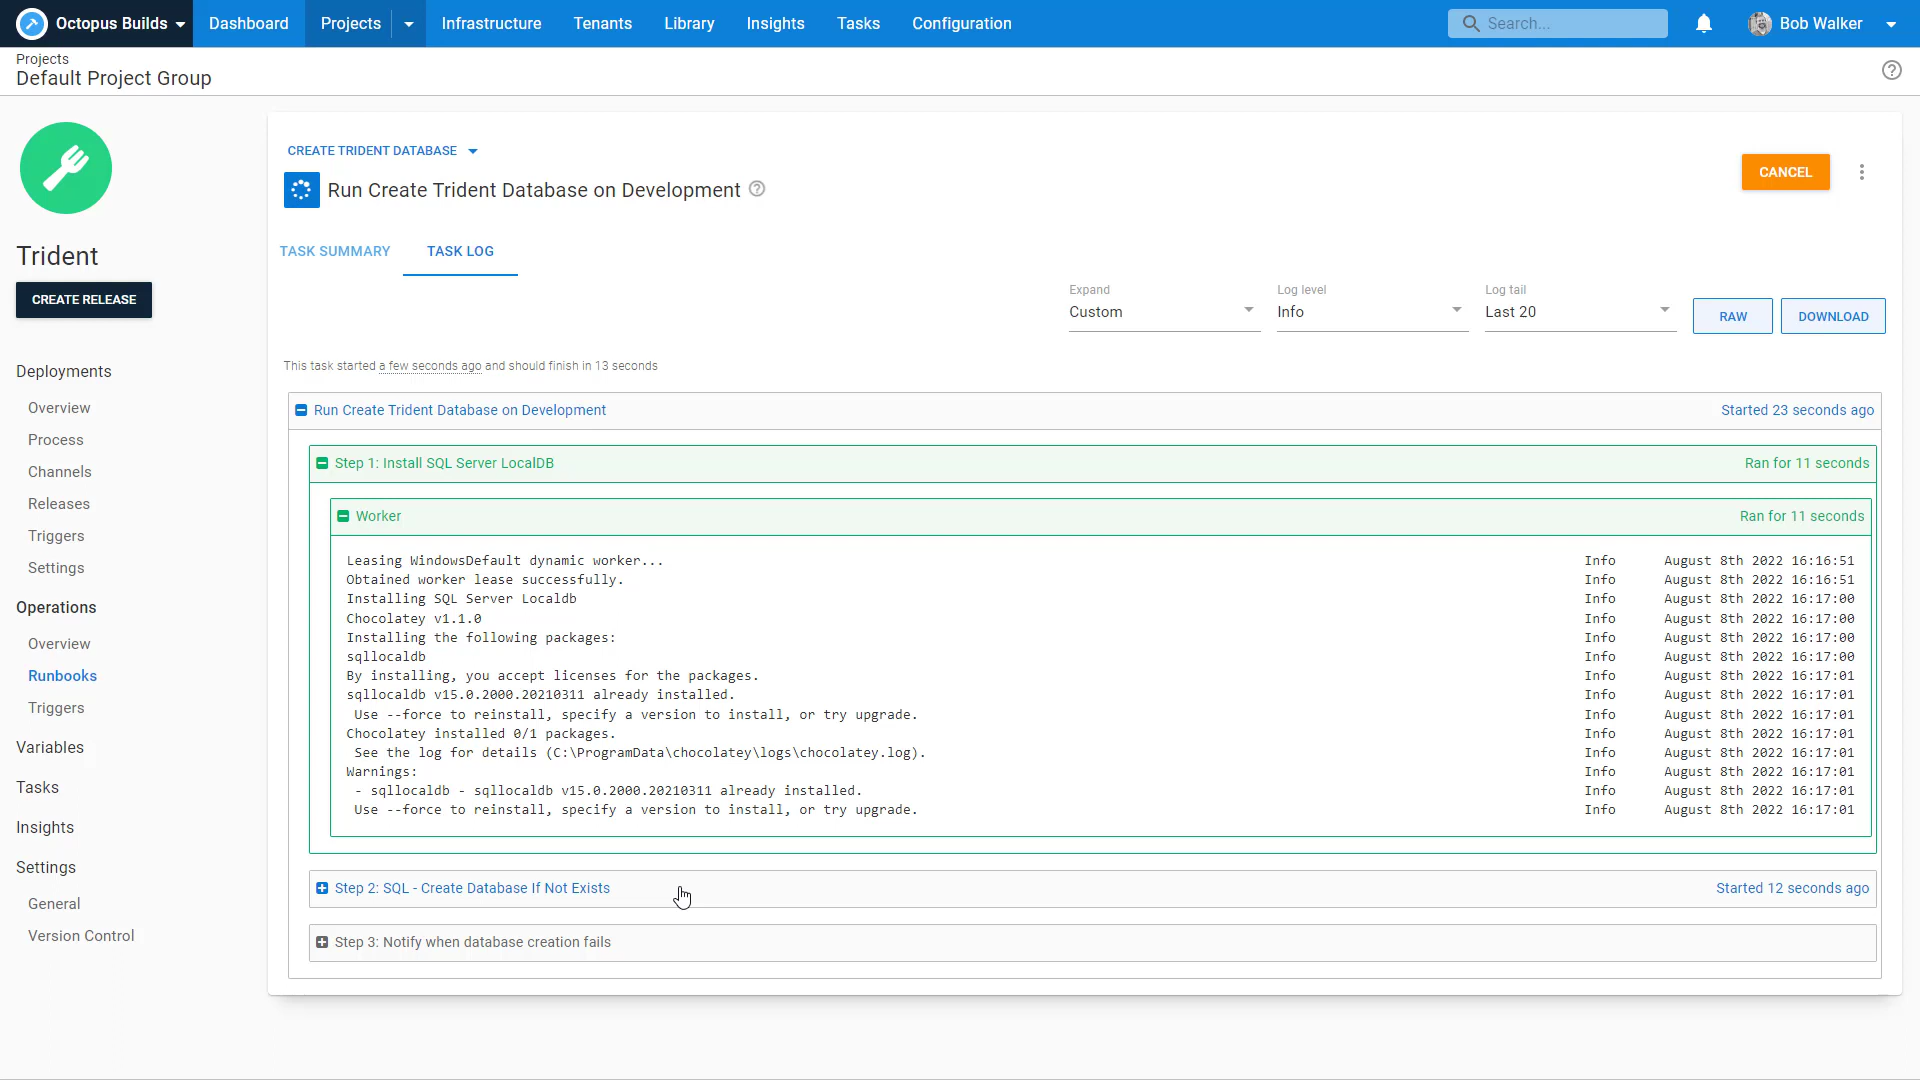 Octopus Builds
Dashboard
Projects
Infrastructure
Tenants
Library
Insights
Tasks
Configuration
Search...
Bob Walker
Projects
Default Project Group
Trident
CREATE RELEASE
Deployments
Overview
Process
Channels
Releases
Triggers
Settings
Operations
Overview
Runbooks
Triggers
Variables
Tasks
Insights
Settings
General
Version Control
CREATE TRIDENT DATABASE
Run Create Trident Database on Development
CANCEL
TASK SUMMARY
TASK LOG
Expand
Custom
Log level
Info
Log tail
Last 20
RAW
DOWNLOAD
This task started a few seconds ago and should finish in 13 seconds
Run Create Trident Database on Development Started 23 seconds ago
Step 1: Install SQL Server LocalDB Ran for 11 seconds
Worker Ran for 11 seconds
Leasing WindowsDefault dynamic worker... Info August 8th 2022 16:16:51
Obtained worker lease successfully. Info August 8th 2022 16:16:51
Installing SQL Server Localdb Info August 8th 2022 16:17:00
Chocolatey v1.1.0 Info August 8th 2022 16:17:00
Installing the following packages: Info August 8th 2022 16:17:00
sqllocaldb Info August 8th 2022 16:17:00
By installing, you accept licenses for the packages. Info August 8th 2022 16:17:01
sqllocaldb v15.0.2000.20210311 already installed. Info August 8th 2022 16:17:01
Use --force to reinstall, specify a version to install, or try upgrade. Info August 8th 2022 16:17:01
Chocolatey installed 0/1 packages. Info August 8th 2022 16:17:01
See the log for details (C:\ProgramData\chocolatey\logs\chocolatey.log). Info August 8th 2022 16:17:01
Warnings: Info August 8th 2022 16:17:01
- sqllocaldb - sqllocaldb v15.0.2000.20210311 already installed. Info August 8th 2022 16:17:01
Use --force to reinstall, specify a version to install, or try upgrade. Info August 8th 2022 16:17:01
Step 2: SQL - Create Database If Not Exists Started 12 seconds ago
Step 3: Notify when database creation fails